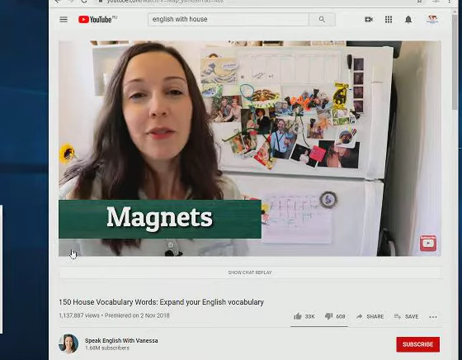 YouTube
english with house
Magnets
SHOW CHAT REPLAY
150 House Vocabulary Words: Expand your English vocabulary
1,137,887 views • Premiered on 2 Nov 2018
33K
608
SHARE
SAVE
Speak English With Vanessa
1.68M subscribers
SUBSCRIBE